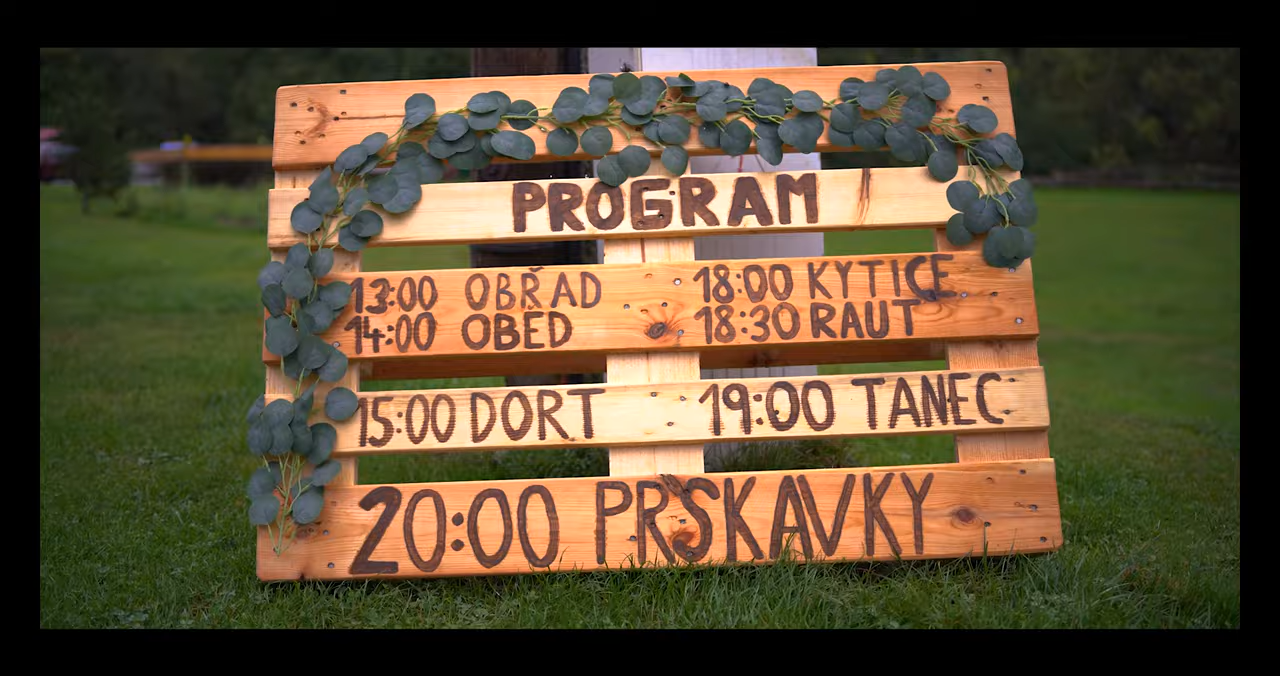 PROGRAM
13:00 OBŘAD
14:00 OBED
15:00 DORT
18:00 KYTICE
18:30 RAUT
19:00 TANEC
20:00 PRSKAVKY